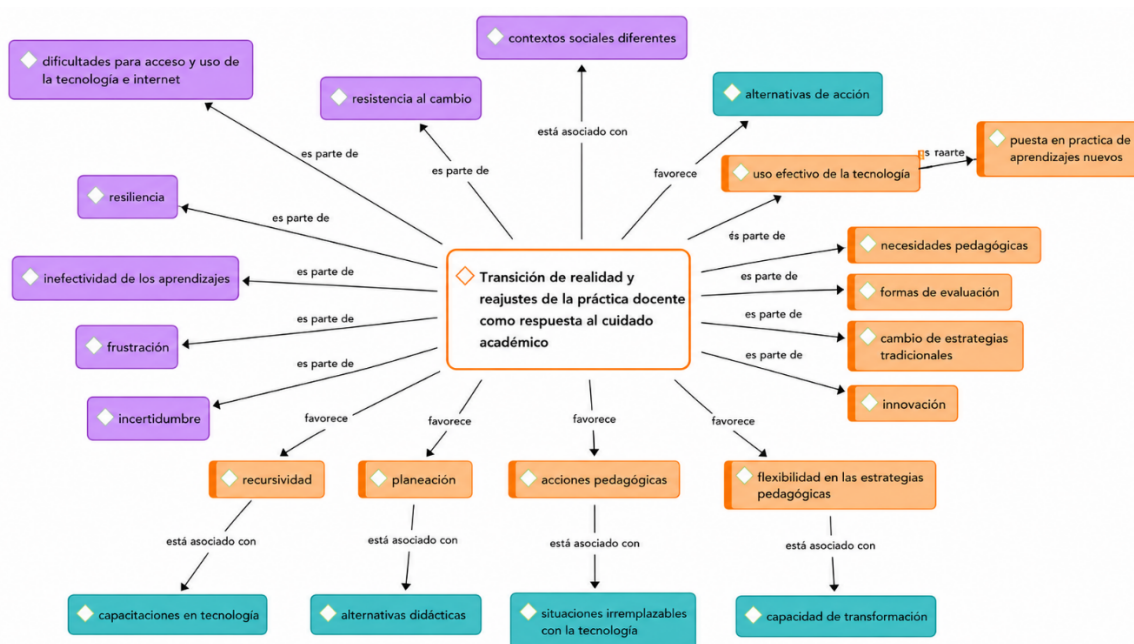 contextos sociales diferentes
dificultades para acceso y uso de
la tecnología e internet
resistencia al cambio
alternativas de acción
está asociado con
es parte de
es parte de
favorece
uso efectivo de la tecnología
puesta en practica de
aprendizajes nuevos
resiliencia
es parte de
es parte de
necesidades pedagógicas
inefectividad de los aprendizajes
es parte de
Transición de realidad y
reajustes de la práctica docente
como respuesta al cuidado
académico
es parte de
formas de evaluación
frustración
es parte de
es parte de
cambio de estrategias
tradicionales
incertidumbre
es parte de
es parte de
innovación
favorece
favorece
favorece
favorece
recursividad
planeación
acciones pedagógicas
flexibilidad en las estrategias
pedagógicas
está asociado con
está asociado con
está asociado con
está asociado con
capacitaciones en tecnología
alternativas didácticas
situaciones irremplazables
con la tecnología
capacidad de transformación